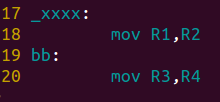 17 _xxxx:
18 mov R1,R2
19 bb:
20 mov R3,R4